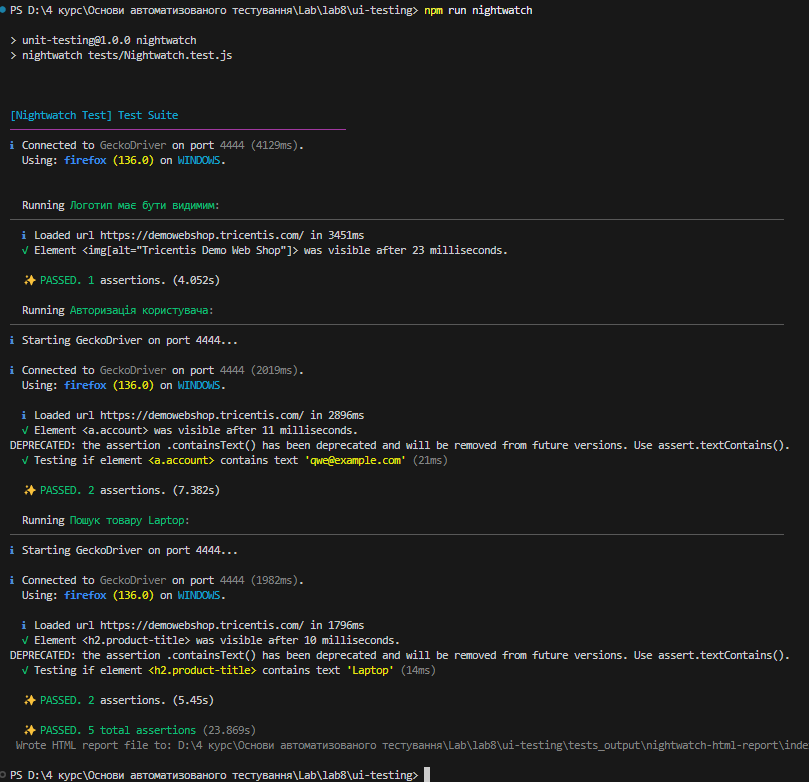 PS D:\4 курс\Основи автоматизованого тестування\Lab\lab8\ui-testing> npm run nightwatch
> unit-testing@1.0.0 nightwatch
> nightwatch tests/Nightwatch.test.js
[Nightwatch Test] Test Suite
i Connected to GeckoDriver on port 4444 (4129ms).
Using: firefox (136.0) on WINDOWS.
Running Логотип має бути видимим:
i Loaded url https://demowebshop.tricentis.com/ in 3451ms
√ Element <img[alt="Tricentis Demo Web Shop"]> was visible after 23 milliseconds.
✨ PASSED. 1 assertions. (4.052s)
Running Авторизація користувача:
i Starting GeckoDriver on port 4444...
i Connected to GeckoDriver on port 4444 (2019ms).
Using: firefox (136.0) on WINDOWS.
i Loaded url https://demowebshop.tricentis.com/ in 2896ms
√ Element <a.account> was visible after 11 milliseconds.
DEPRECATED: the assertion .containsText() has been deprecated and will be removed from future versions. Use assert.textContains().
√ Testing if element <a.account> contains text 'qwe@example.com' (21ms)
✨ PASSED. 2 assertions. (7.382s)
Running Пошук товару Laptop:
i Starting GeckoDriver on port 4444...
i Connected to GeckoDriver on port 4444 (1982ms).
Using: firefox (136.0) on WINDOWS.
i Loaded url https://demowebshop.tricentis.com/ in 1796ms
√ Element <h2.product-title> was visible after 10 milliseconds.
DEPRECATED: the assertion .containsText() has been deprecated and will be removed from future versions. Use assert.textContains().
√ Testing if element <h2.product-title> contains text 'Laptop' (14ms)
✨ PASSED. 2 assertions. (5.45s)
✨ PASSED. 5 total assertions (23.869s)
Wrote HTML report file to: D:\4 курс\Основи автоматизованого тестування\Lab\lab8\ui-testing\tests_output\nightwatch-html-report\inde
PS D:\4 курс\Основи автоматизованого тестування\Lab\lab8\ui-testing>